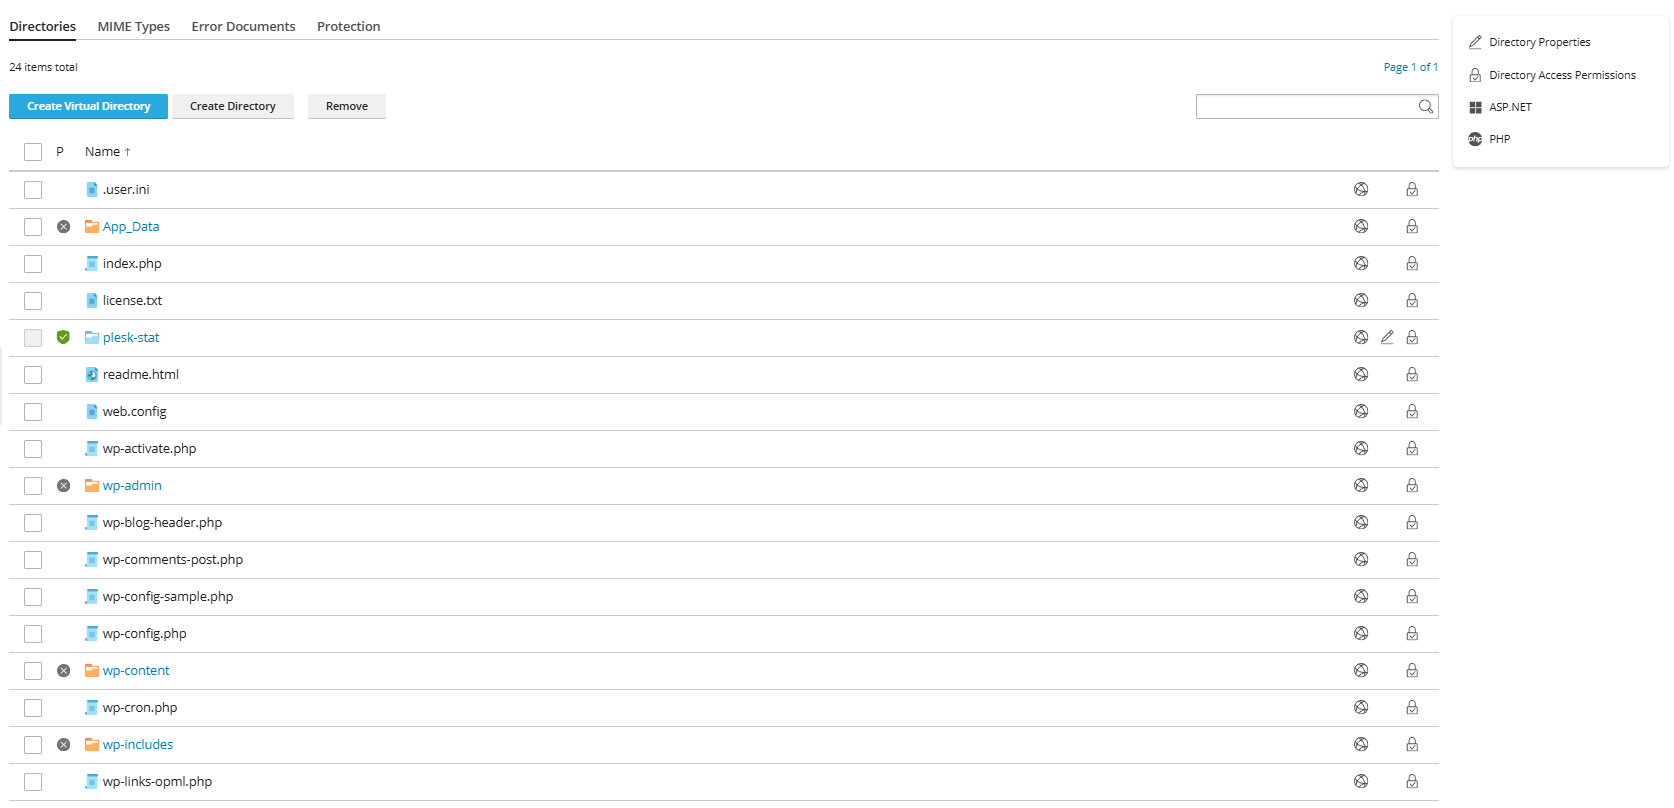 Directories MIME Types Error Documents Protection
24 items total Page 1 of 1
Create Virtual Directory Create Directory Remove
P Name ↑
.user.ini
App_Data
index.php
license.txt
plesk-stat
readme.html
web.config
wp-activate.php
wp-admin
wp-blog-header.php
wp-comments-post.php
wp-config-sample.php
wp-config.php
wp-content
wp-cron.php
wp-includes
wp-links-opml.php
Directory Properties
Directory Access Permissions
ASP.NET
php PHP